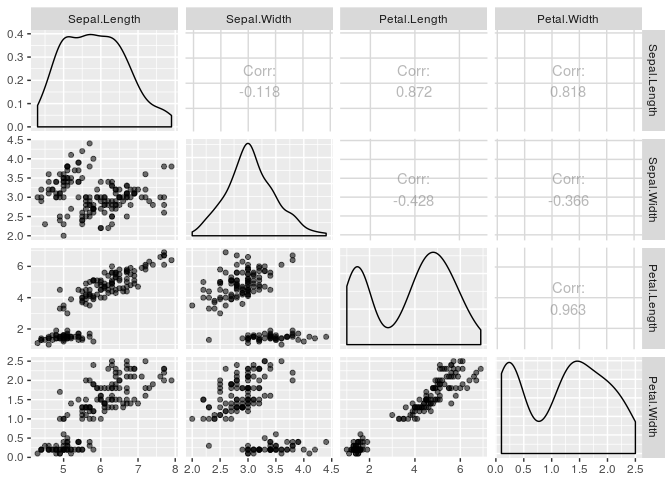 Sepal.Length Sepal.Width Petal.Length Petal.Width
0.4
0.3
0.2
0.1
0.0
Corr:
-0.118
Corr:
0.872
Corr:
0.818
Sepal.Length
4.5
4.0
3.5
3.0
2.5
2.0
Corr:
-0.428
Corr:
-0.366
Sepal.Width
6
4
2
Corr:
0.963
Petal.Length
2.5
2.0
1.5
1.0
0.5
0.0
Petal.Width
5 6 7 8 2.0 2.5 3.0 3.5 4.0 4.5 2 4 6 0.0 0.5 1.0 1.5 2.0 2.5